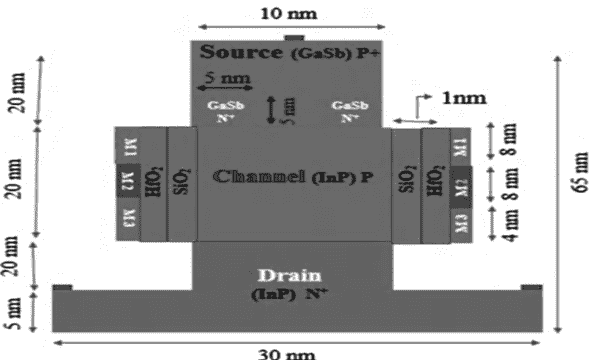 10 nm
Source (GaSb) P+
5 nm
GaSb
N+
5 nm
GaSb
N+
1nm
20 nm
20 nm
20 nm
5 nm
M1
M2
M3
HfO2
SiO2
Channel (InP) P
SiO2
HfO2
M1
M2
M3
8 nm
8 nm
4 nm
65 nm
Drain
(InP) N+
30 nm